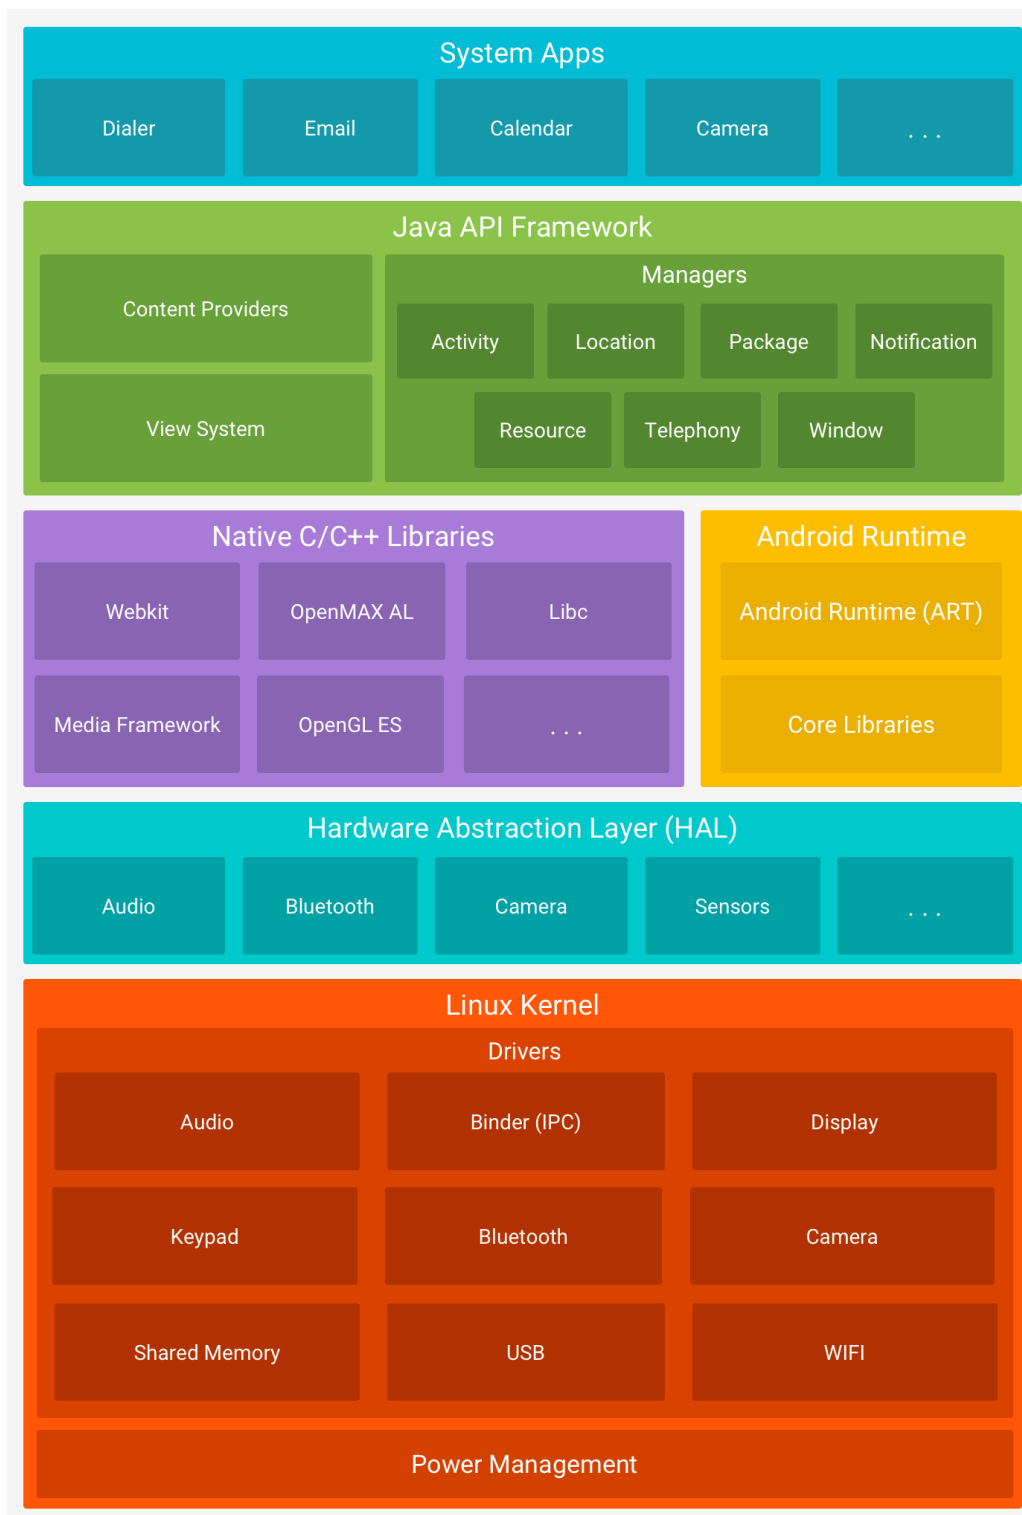 System Apps
Dialer
Email
Calendar
Camera
. . .
Java API Framework
Content Providers
View System
Managers
Activity
Location
Package
Notification
Resource
Telephony
Window
Native C/C++ Libraries
Webkit
OpenMAX AL
Libc
Media Framework
OpenGL ES
. . .
Android Runtime
Android Runtime (ART)
Core Libraries
Hardware Abstraction Layer (HAL)
Audio
Bluetooth
Camera
Sensors
. . .
Linux Kernel
Drivers
Audio
Binder (IPC)
Display
Keypad
Bluetooth
Camera
Shared Memory
USB
WIFI
Power Management